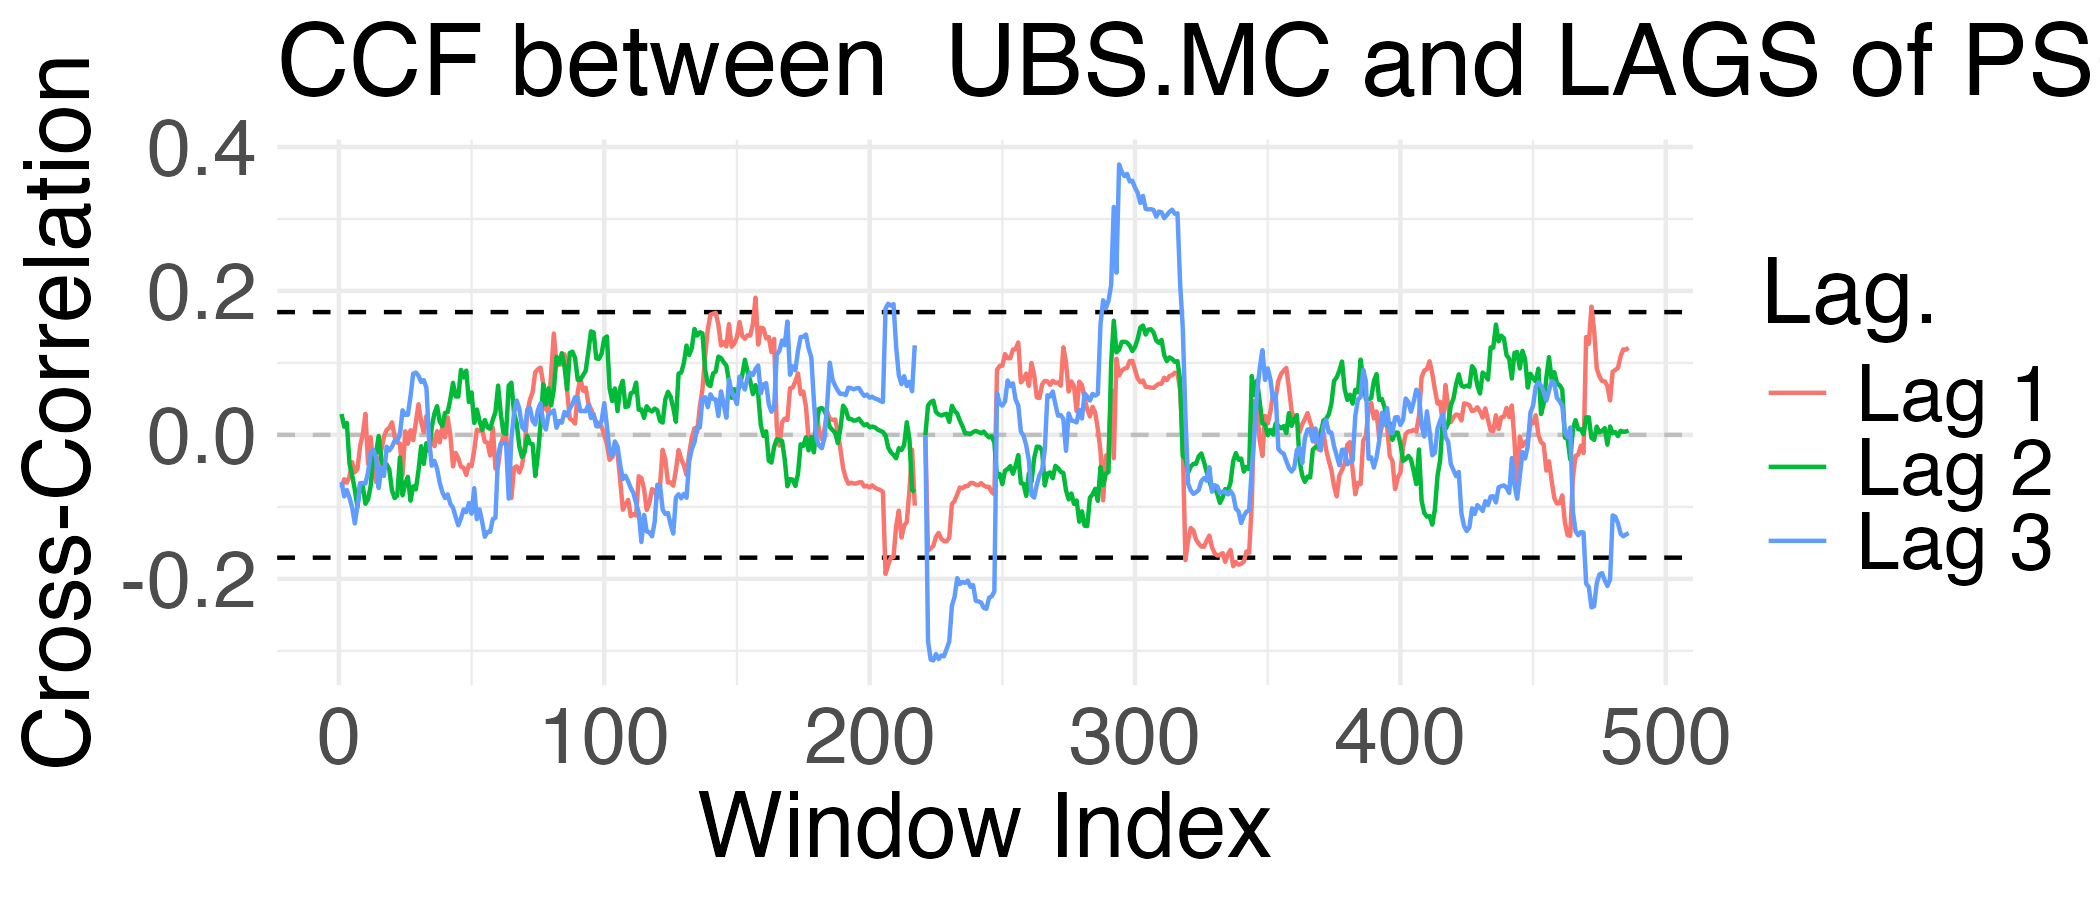 CCF between UBS.MC and LAGS of PS
Cross-Correlation
0.4
0.2
0.0
-0.2
0
100
200
300
400
500
Window Index
Lag.
Lag 1
Lag 2
Lag 3